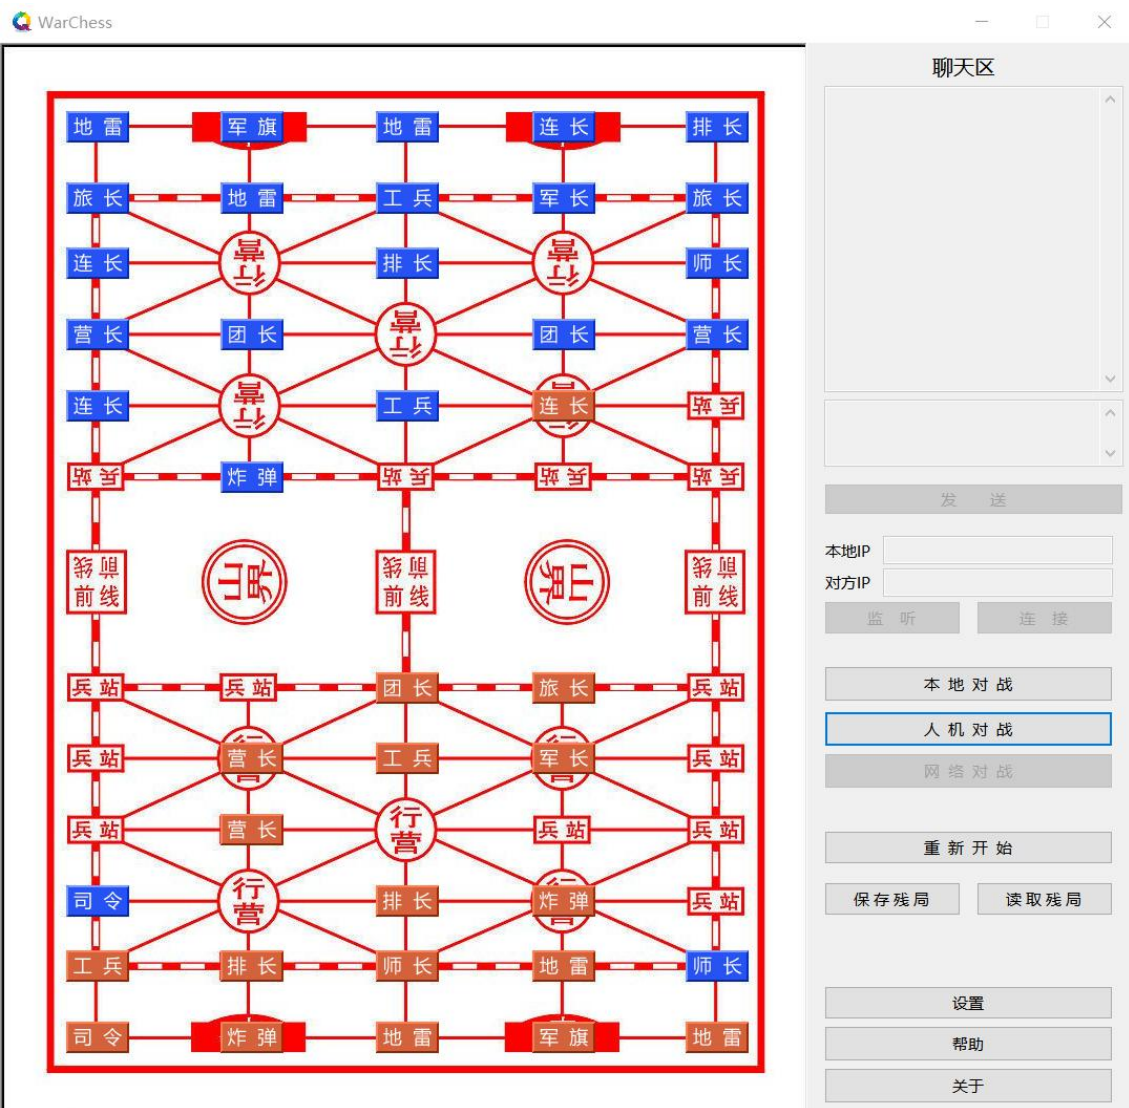 WarChess
地雷 军旗 地雷 连长 排长
旅长 地雷 工兵 军长 旅长
连长 行营 排长 行营 师长
营长 团长 行营 团长 营长
连长 行营 工兵 连长 兵站
兵站 炸弹 兵站 兵站 兵站
前线 前线 前线
山界 山界
前线 前线 前线
兵站 兵站 团长 旅长 兵站
兵站 营长 工兵 军长 兵站
兵站 营长 行营 兵站 兵站
司令 行营 排长 炸弹 兵站
工兵 排长 师长 地雷 师长
司令 炸弹 地雷 军旗 地雷
聊天区
发 送
本地IP
对方IP
监 听 连 接
本地对战
人机对战
网络对战
重新开始
保存残局 读取残局
设置
帮助
关于